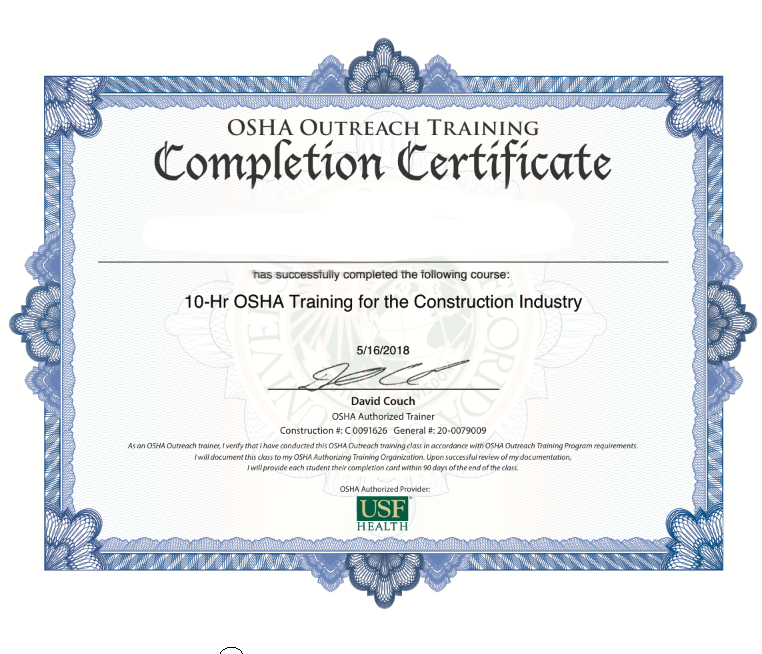 OSHA OUTREACH TRAINING
Completion Certificate
has successfully completed the following course:
10-Hr OSHA Training for the Construction Industry
5/16/2018
David Couch
OSHA Authorized Trainer
Construction #: C 0091626 General #: 20-0079009
As an OSHA Outreach trainer, I verify that I have conducted this OSHA Outreach training class in accordance with OSHA Outreach Training Program requirements.
I will document this class to my OSHA Authorizing Training Organization. Upon successful review of my documentation,
I will provide each student their completion card within 90 days of the end of the class.
OSHA Authorized Provider:
USF
HEALTH